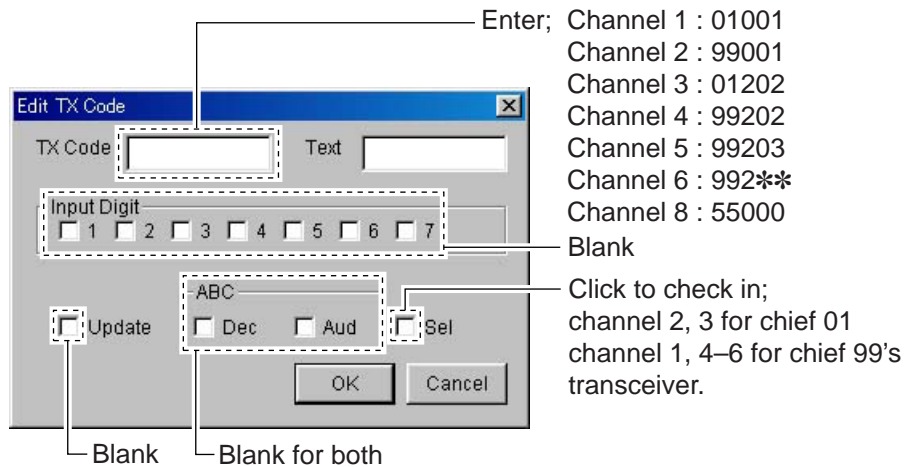 Enter; Channel 1 : 01001
Channel 2 : 99001
Channel 3 : 01202
Channel 4 : 99202
Channel 5 : 99203
Channel 6 : 992✻✻
Channel 8 : 55000
Edit TX Code
TX Code Text
Input Digit
1 2 3 4 5 6 7
Blank
ABC
Update Dec Aud Sel
Click to check in;
channel 2, 3 for chief 01
channel 1, 4–6 for chief 99's
transceiver.
OK Cancel
Blank Blank for both